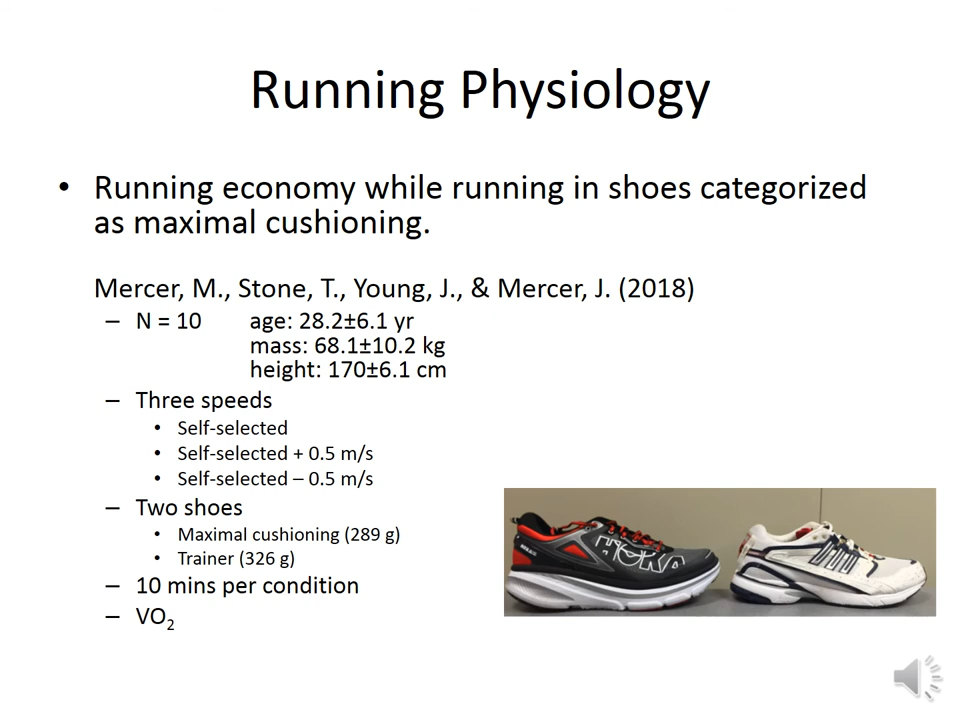 Running Physiology
• Running economy while running in shoes categorized
as maximal cushioning.
Mercer, M., Stone, T., Young, J., & Mercer, J. (2018)
– N = 10 age: 28.2±6.1 yr
mass: 68.1±10.2 kg
height: 170±6.1 cm
– Three speeds
• Self-selected
• Self-selected + 0.5 m/s
• Self-selected – 0.5 m/s
– Two shoes
• Maximal cushioning (289 g)
• Trainer (326 g)
– 10 mins per condition
– VO₂
HOKA